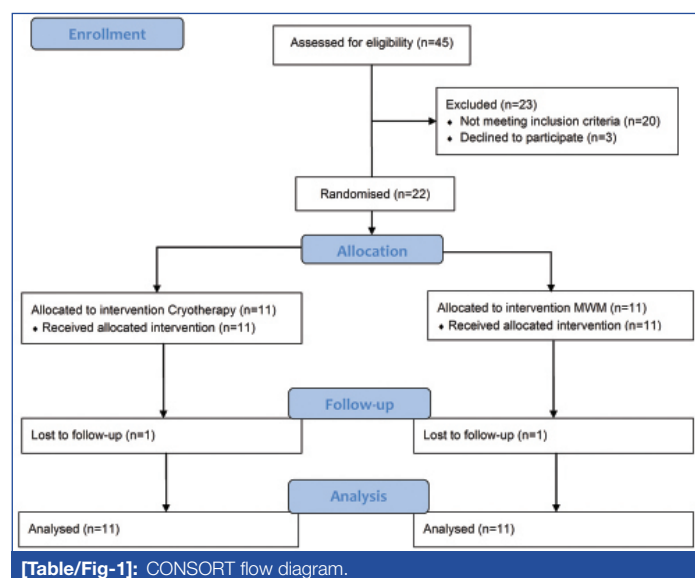 Enrollment
Assessed for eligibility (n=45)
Excluded (n=23)
♦ Not meeting inclusion criteria (n=20)
♦ Declined to participate (n=3)
Randomised (n=22)
Allocation
Allocated to intervention Cryotherapy (n=11)
♦ Received allocated intervention (n=11)
Allocated to intervention MWM (n=11)
♦ Received allocated intervention (n=11)
Follow-up
Lost to follow-up (n=1)
Lost to follow-up (n=1)
Analysis
Analysed (n=11)
Analysed (n=11)
[Table/Fig-1]: CONSORT flow diagram.